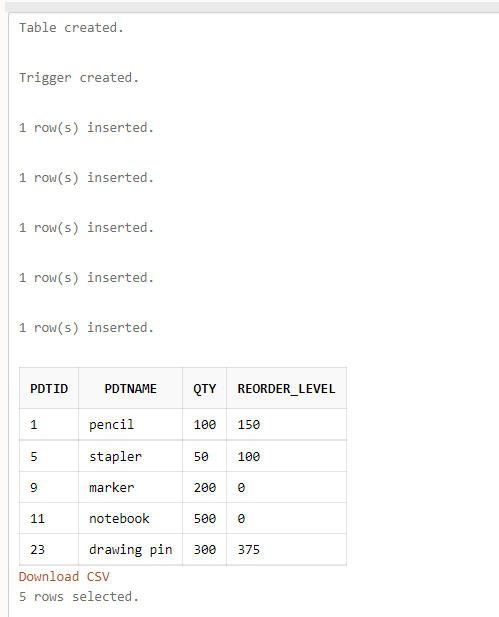 Table created.
Trigger created.
1 row(s) inserted.
1 row(s) inserted.
1 row(s) inserted.
1 row(s) inserted.
1 row(s) inserted.
PDTID PDTNAME QTY REORDER_LEVEL
1 pencil 100 150
5 stapler 50 100
9 marker 200 0
11 notebook 500 0
23 drawing pin 300 375
Download CSV
5 rows selected.